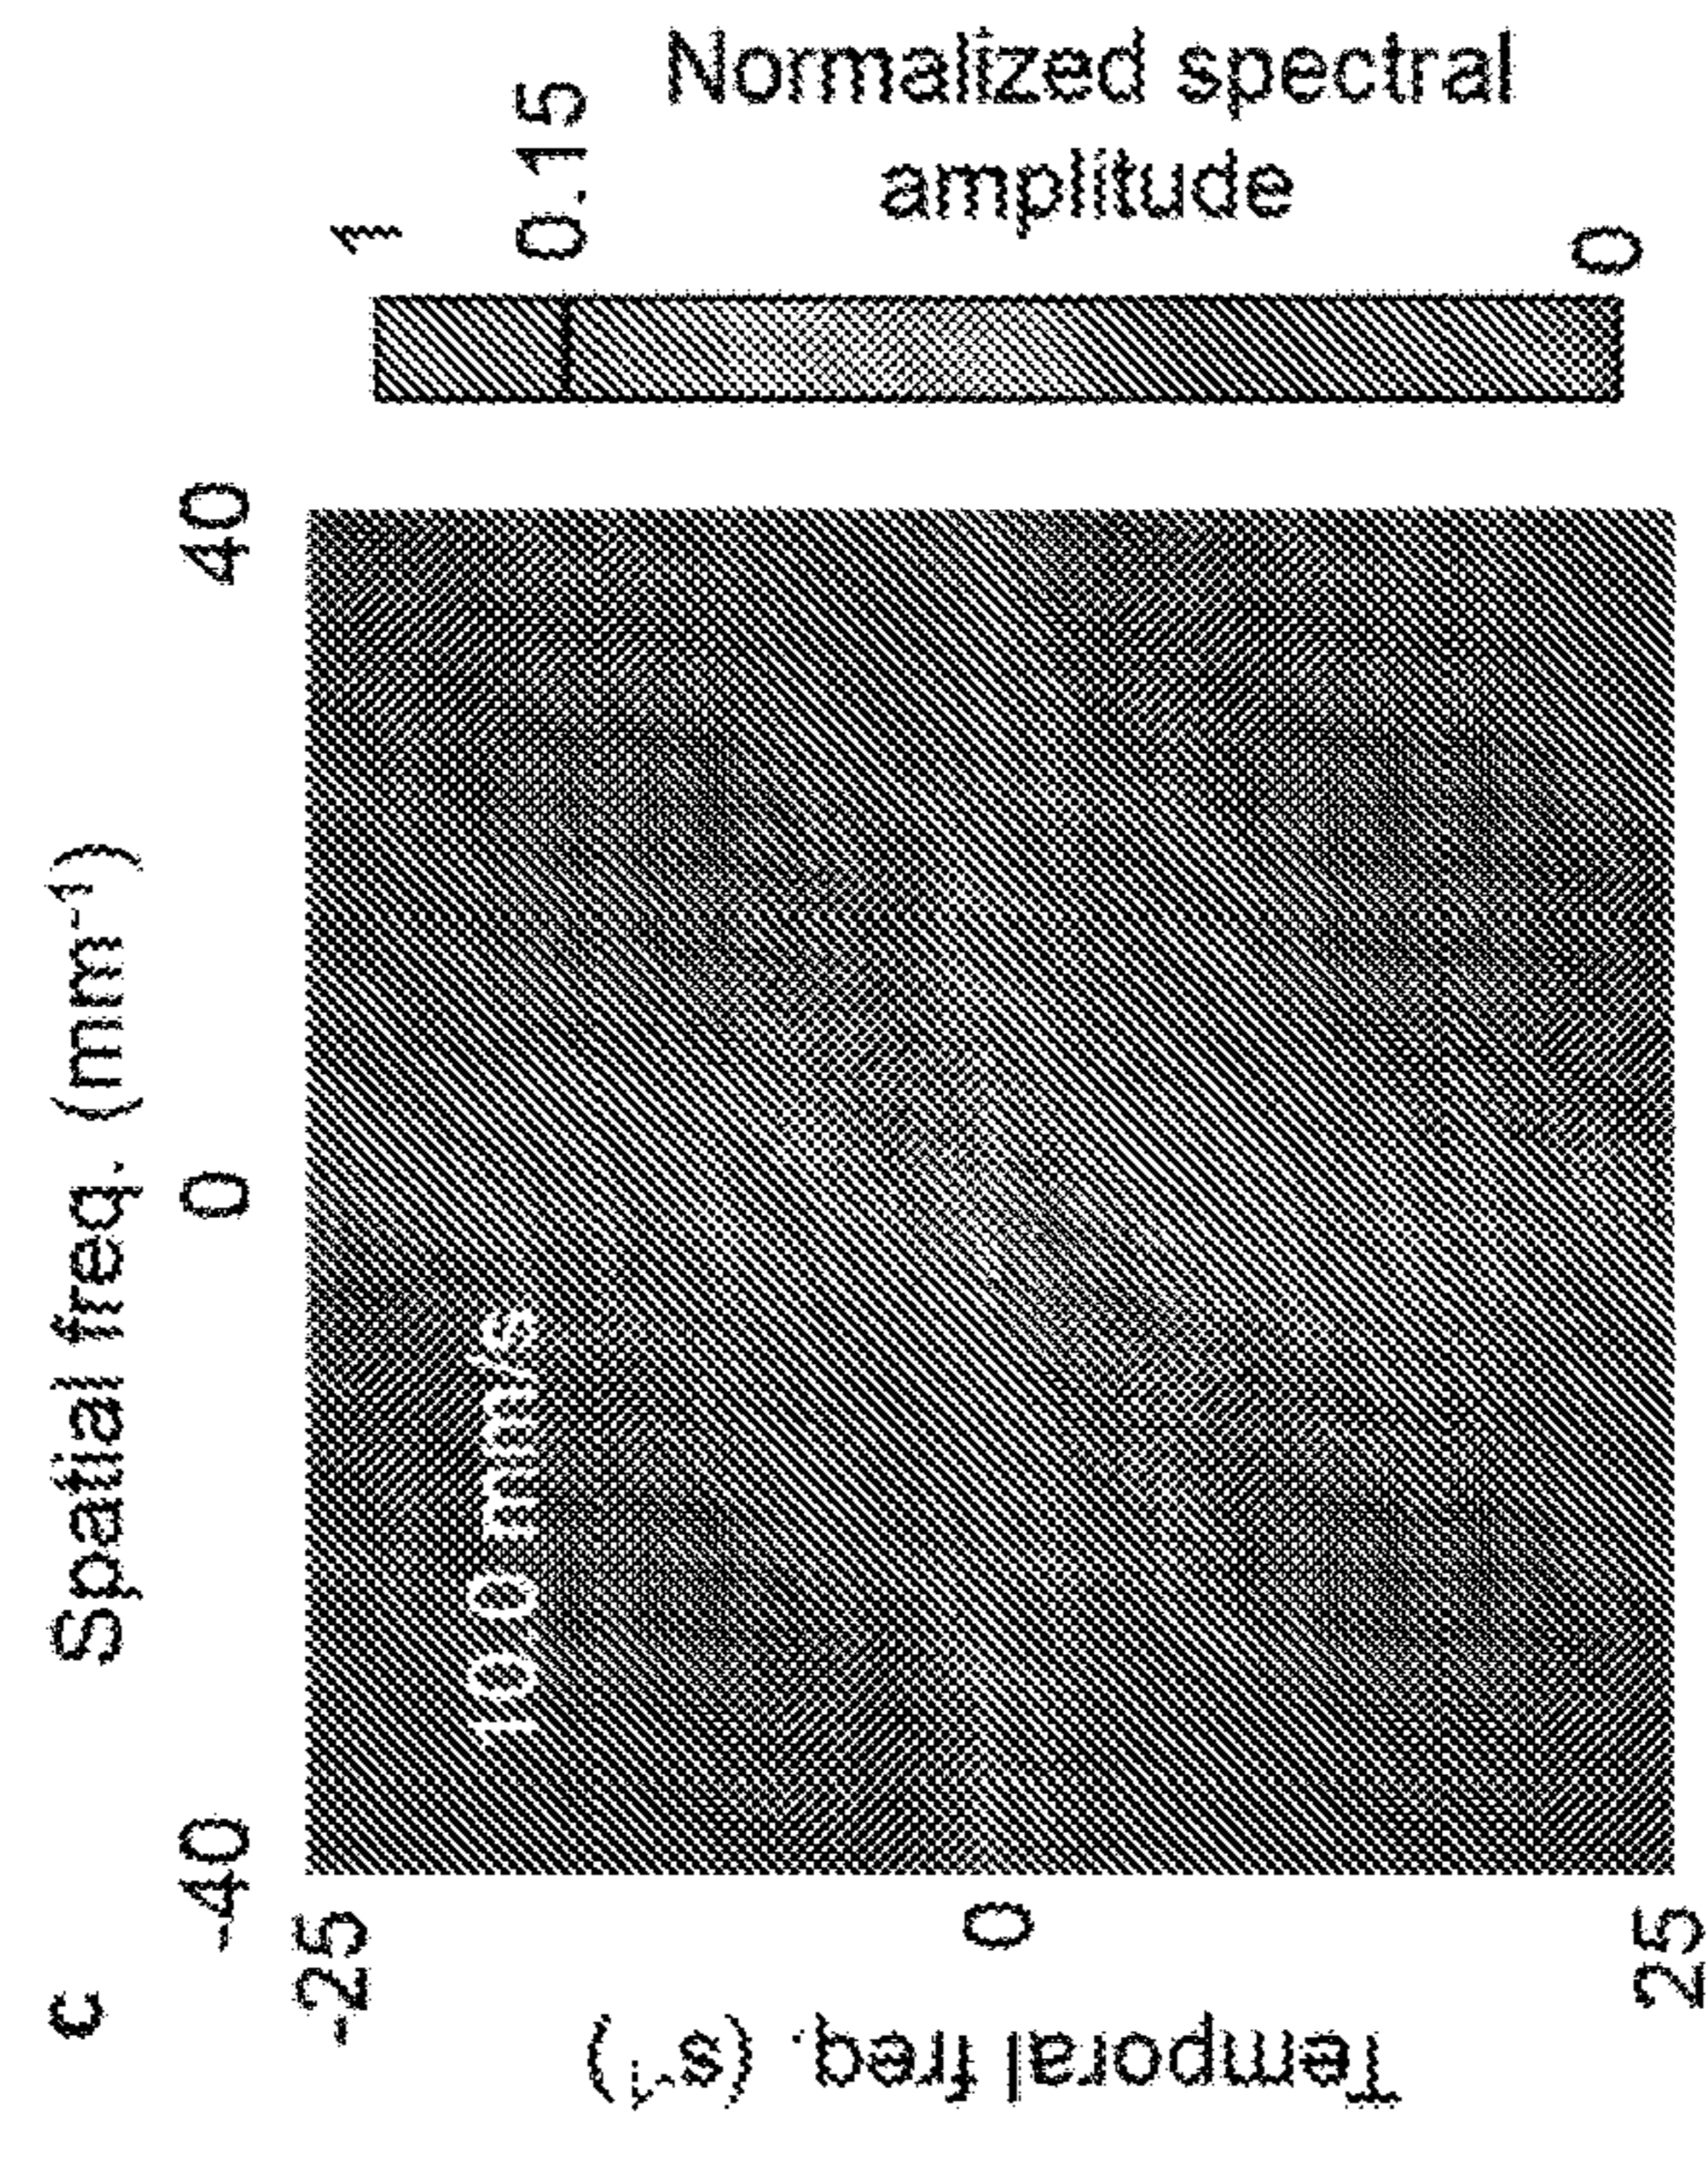 c
Spatial freq. (mm⁻¹)
-40
0
40
-25
0
25
Temporal freq. (s⁻¹)
10.0 mm/s
1
0.15
0
Normalized spectral
amplitude